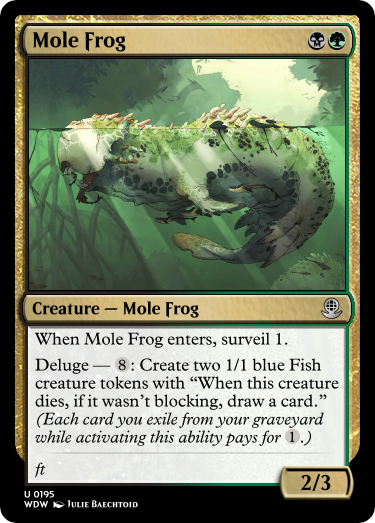 Mole Frog
Creature — Mole Frog
When Mole Frog enters, surveil 1.
Deluge — 8: Create two 1/1 blue Fish
creature tokens with “When this creature
dies, if it wasn’t blocking, draw a card.”
(Each card you exile from your graveyard
while activating this ability pays for 1.)
ft
2/3
U 0195
WDW Julie Baechtoid